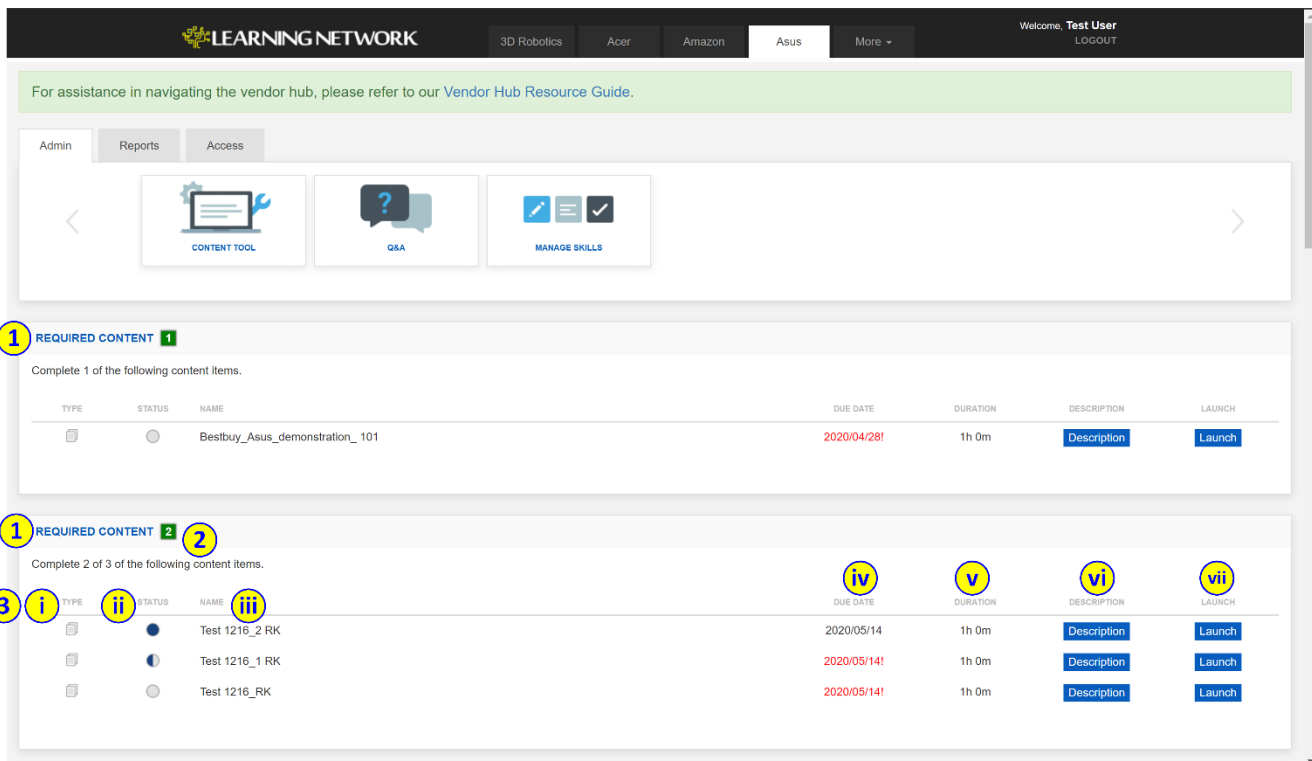 LEARNING NETWORK
3D Robotics Acer Amazon Asus More
Welcome, Test User
LOGOUT
For assistance in navigating the vendor hub, please refer to our Vendor Hub Resource Guide.
Admin Reports Access
?
CONTENT TOOL Q&A MANAGE SKILLS
1 REQUIRED CONTENT 1
Complete 1 of the following content items.
TYPE STATUS NAME DUE DATE DURATION DESCRIPTION LAUNCH
Bestbuy_Asus_demonstration_ 101 2020/04/28! 1h 0m Description Launch
1 REQUIRED CONTENT 2 2
Complete 2 of 3 of the following content items.
3 i TYPE ii STATUS NAME iii iv DUE DATE v DURATION vi DESCRIPTION vii LAUNCH
Test 1216_2 RK 2020/05/14 1h 0m Description Launch
Test 1216_1 RK 2020/05/14! 1h 0m Description Launch
Test 1216_RK 2020/05/14! 1h 0m Description Launch